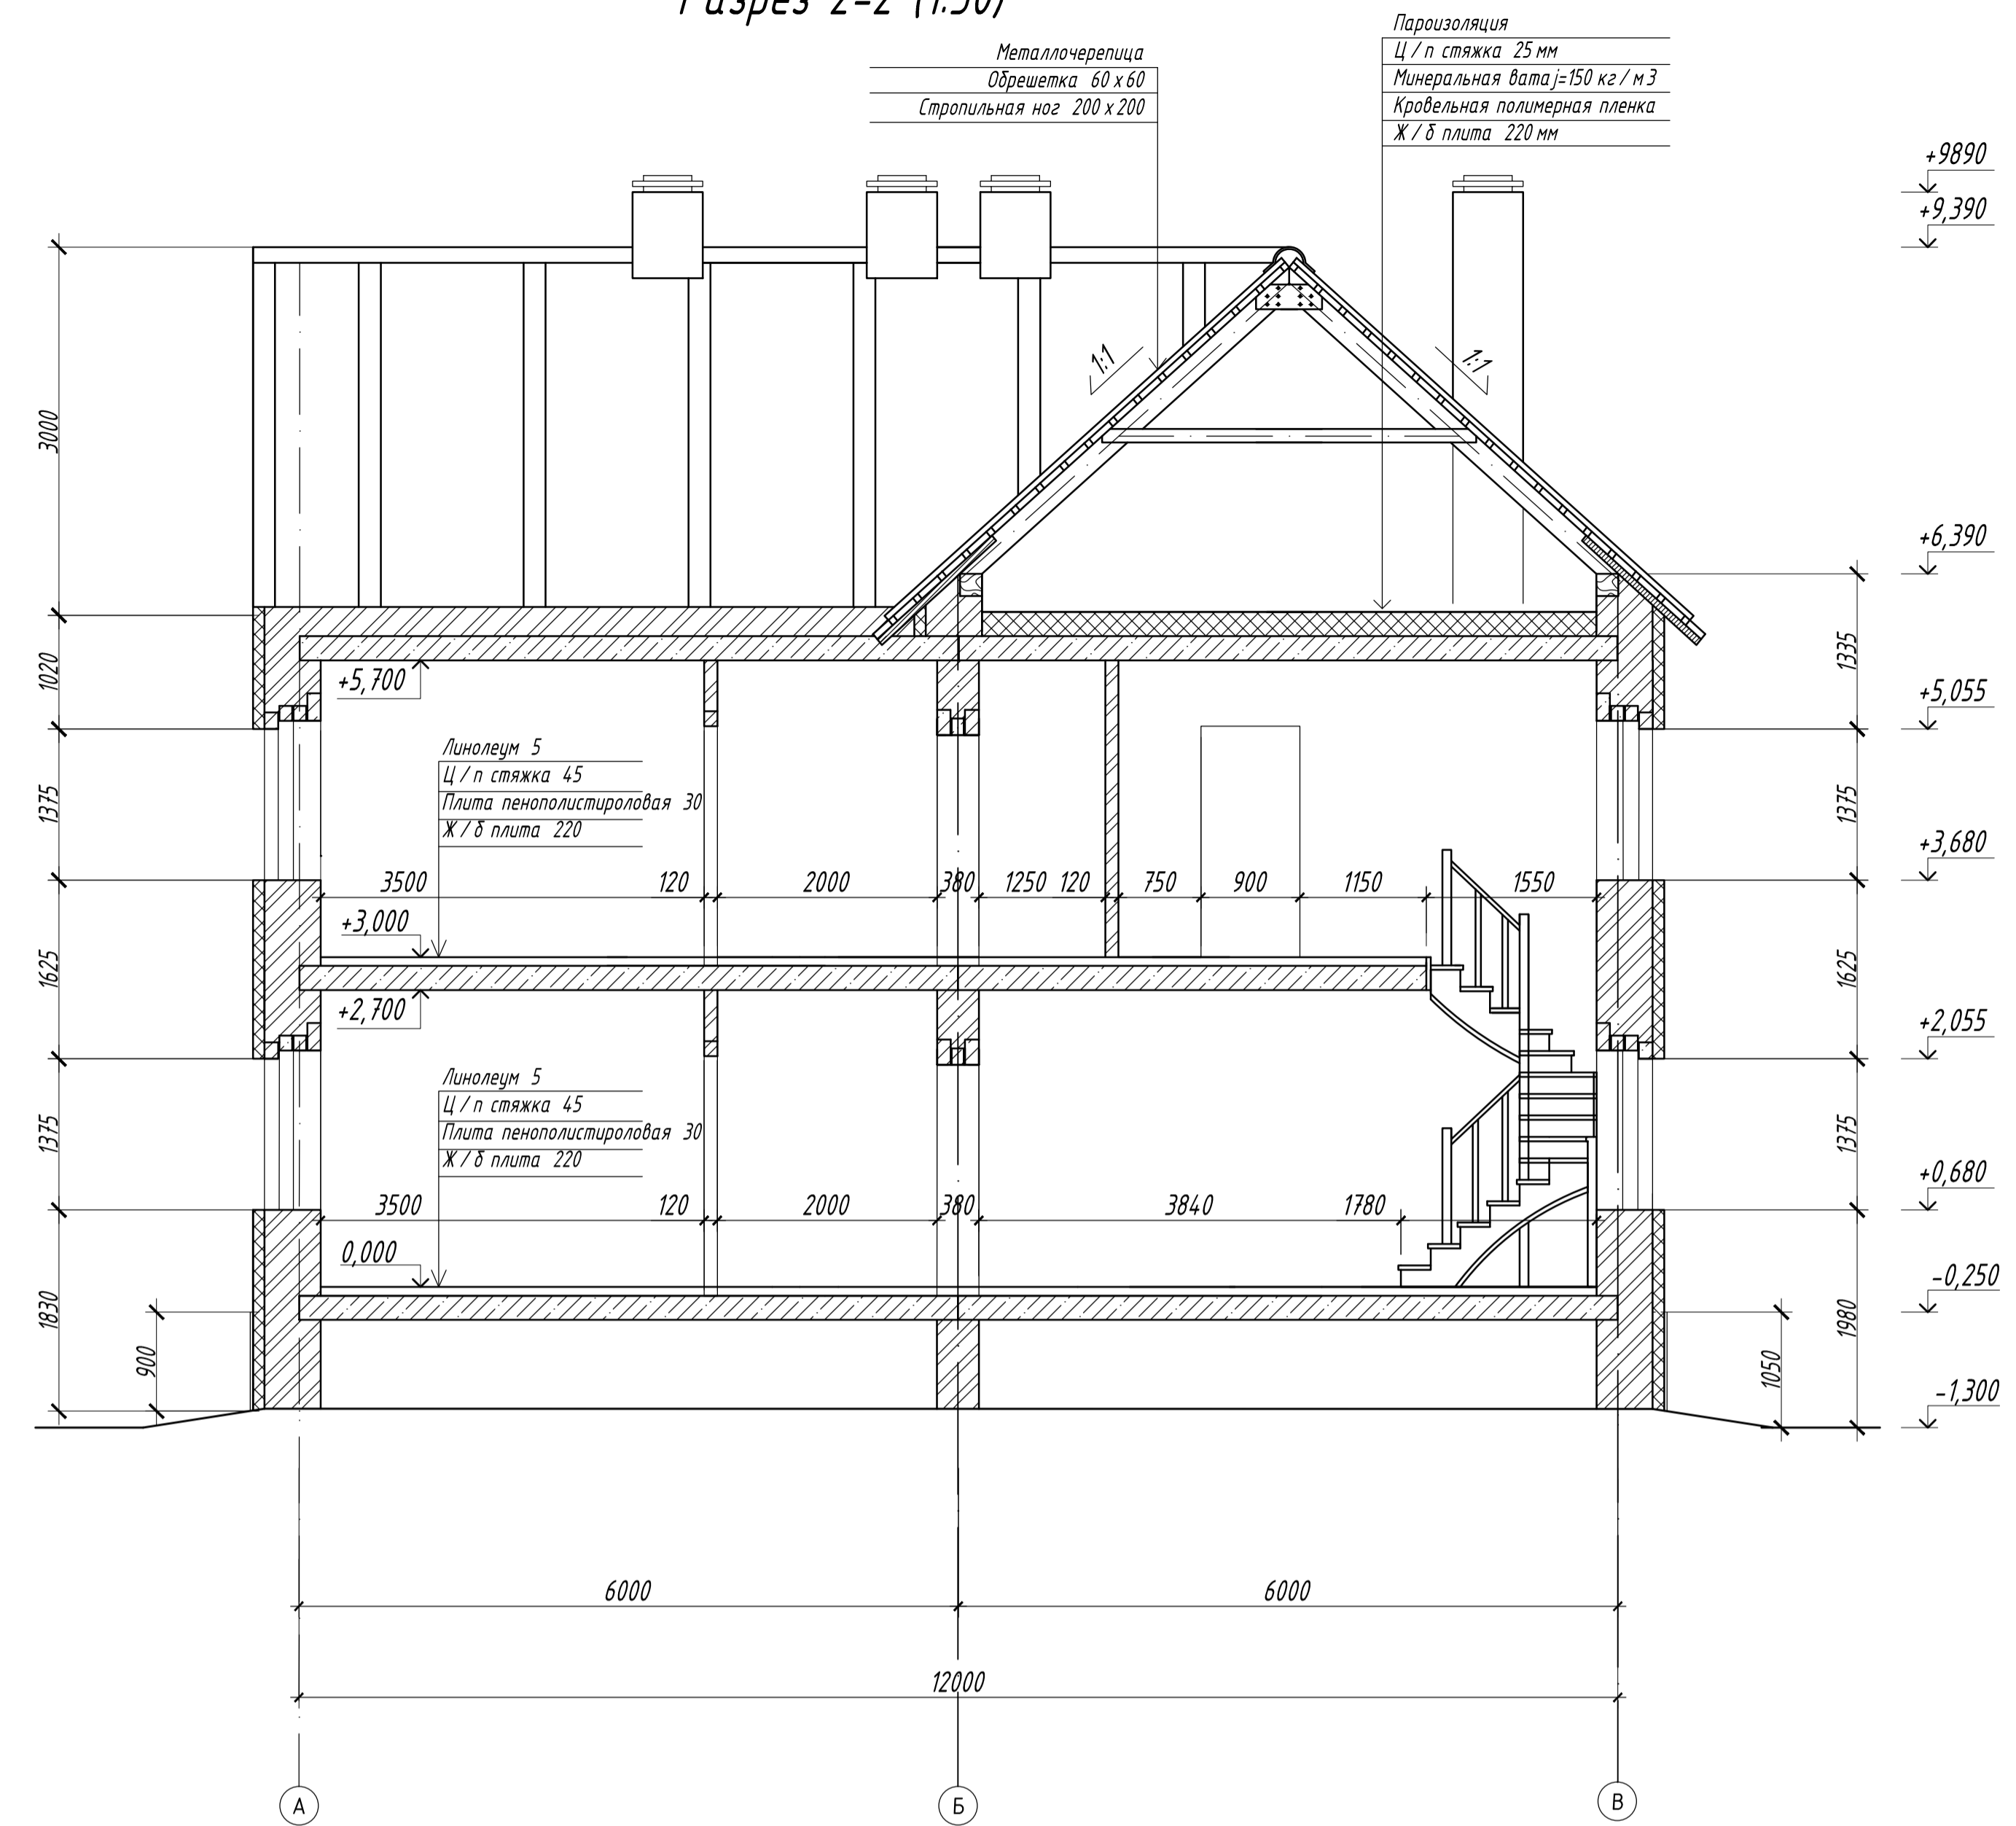 Разрез 2-2 (1:50)
Металлочерепица
Обрешетка 60 х 60
Стропильная ног 200 х 200
Пароизоляция
Ц / п стяжка 25 мм
Минеральная вата j=150 кг / м 3
Кровельная полимерная пленка
Ж / б плита 220 мм
+9890
+9,390
1:1
1:1
3000
+6,390
1020
+5,700
1335
+5,055
Линолеум 5
Ц / п стяжка 45
Плита пенополистироловая 30
Ж / б плита 220
1375
1375
+3,680
3500
120
2000
380
1250
120
750
900
1150
1550
+3,000
1625
1625
+2,700
+2,055
Линолеум 5
Ц / п стяжка 45
Плита пенополистироловая 30
Ж / б плита 220
1375
1375
+0,680
3500
120
2000
380
3840
1780
0,000
-0,250
1830
1980
900
1050
-1,300
6000
6000
12000
А
Б
В